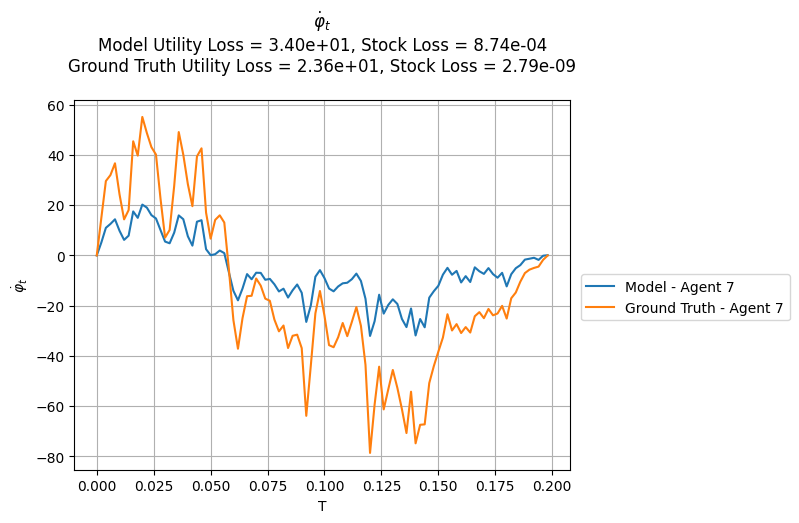 φ̇ₜ
Model Utility Loss = 3.40e+01, Stock Loss = 8.74e-04
Ground Truth Utility Loss = 2.36e+01, Stock Loss = 2.79e-09
φ̇ₜ
60
40
20
0
−20
−40
−60
−80
0.000 0.025 0.050 0.075 0.100 0.125 0.150 0.175 0.200
T
Model - Agent 7
Ground Truth - Agent 7